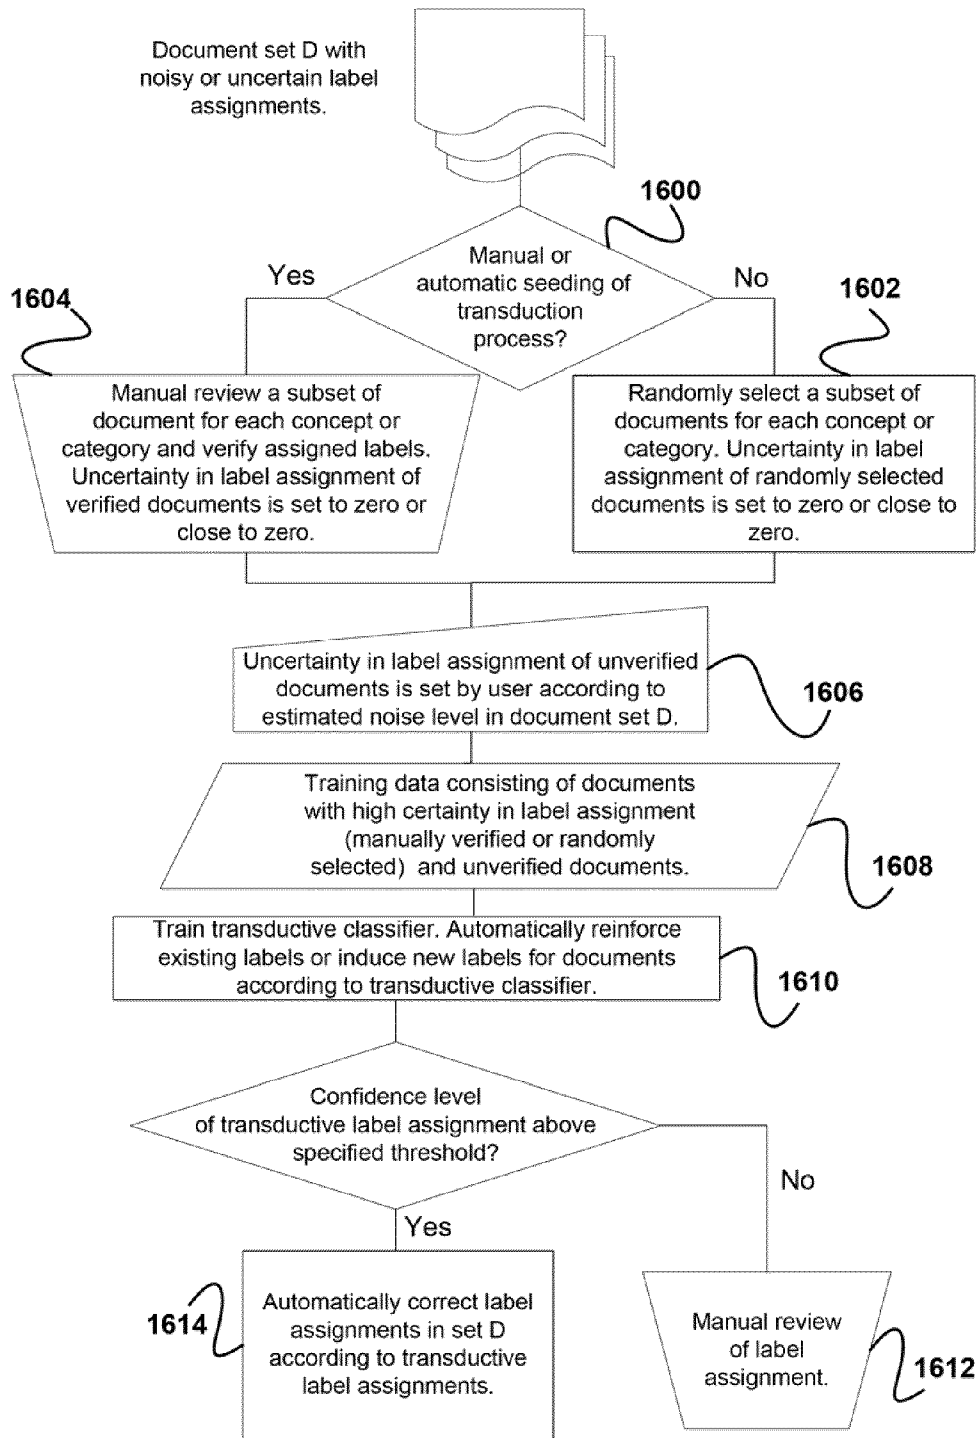 Document set D with
noisy or uncertain label
assignments.
1600
Manual or
automatic seeding of
transduction
process?
Yes
No
1604
1602
Manual review a subset of
document for each concept or
category and verify assigned labels.
Uncertainty in label assignment of
verified documents is set to zero or
close to zero.
Randomly select a subset of
documents for each concept or
category. Uncertainty in label
assignment of randomly selected
documents is set to zero or close to
zero.
Uncertainty in label assignment of unverified
documents is set by user according to
estimated noise level in document set D.
1606
Training data consisting of documents
with high certainty in label assignment
(manually verified or randomly
selected) and unverified documents.
1608
Train transductive classifier. Automatically reinforce
existing labels or induce new labels for documents
according to transductive classifier.
1610
Confidence level
of transductive label assignment above
specified threshold?
No
Yes
1614
Automatically correct label
assignments in set D
according to transductive
label assignments.
Manual review
of label
assignment.
1612